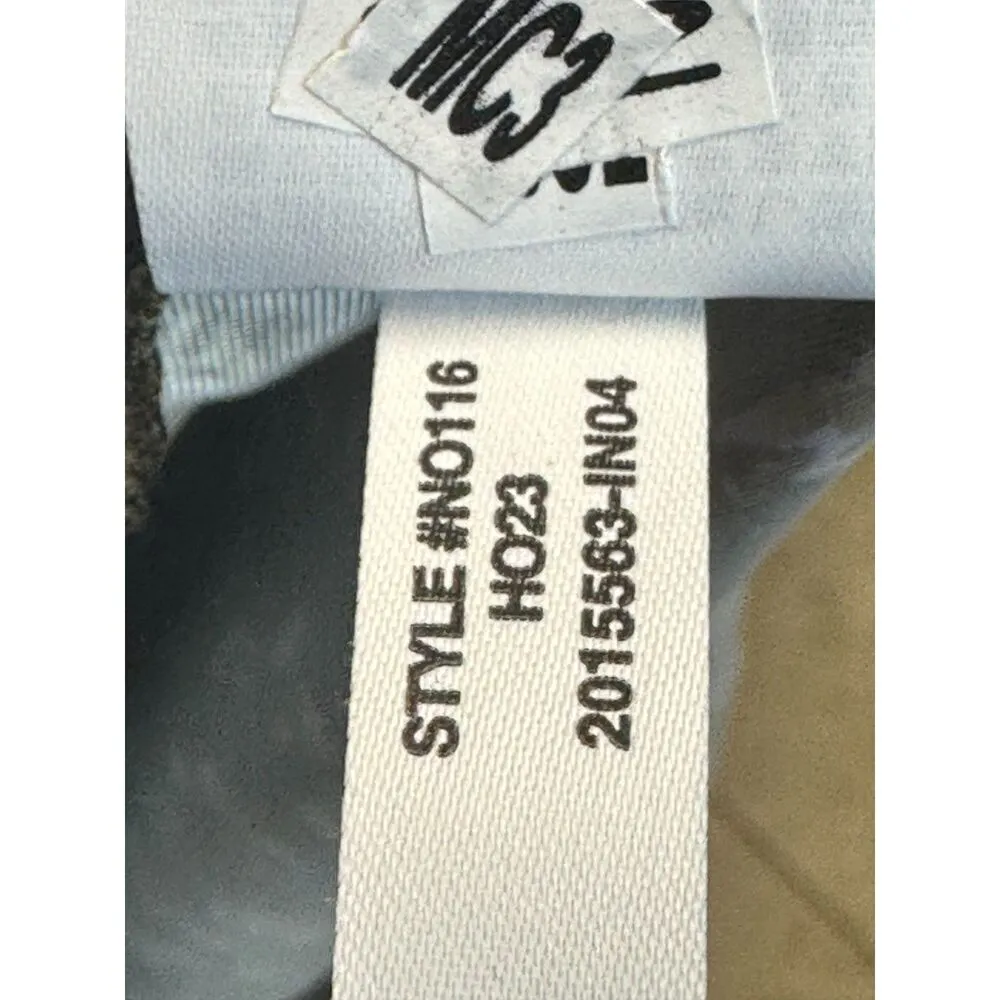 MC3
STYLE #NO116
HO23
2015563-IN04